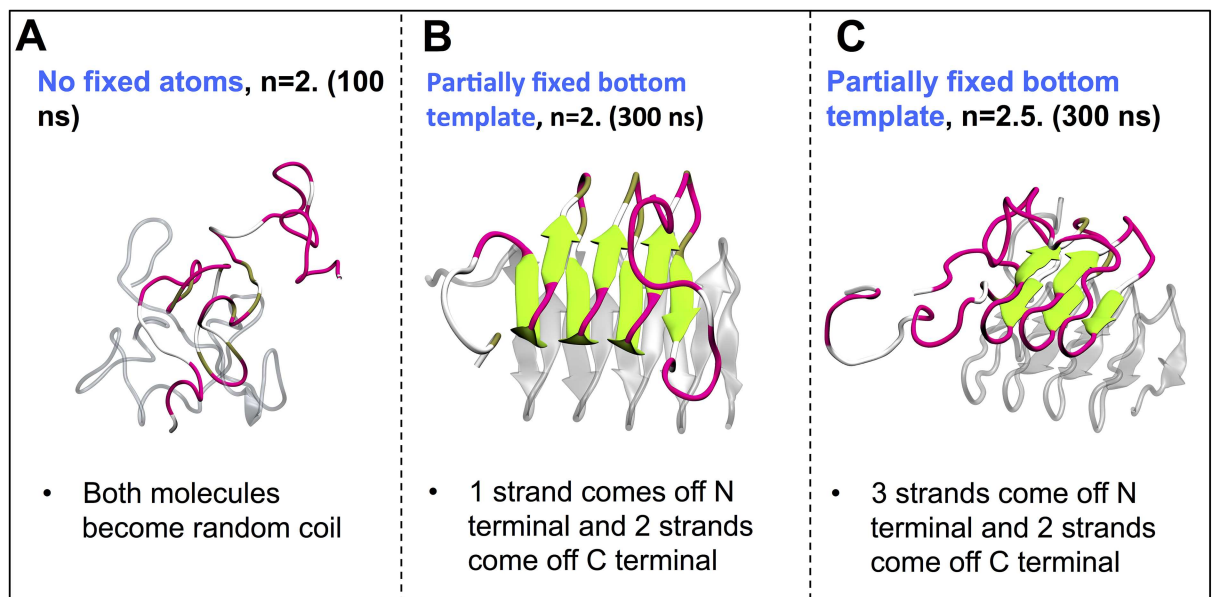 A
No fixed atoms, n=2. (100
ns)
• Both molecules
become random coil
B
Partially fixed bottom
template, n=2. (300 ns)
• 1 strand comes off N
terminal and 2 strands
come off C terminal
C
Partially fixed bottom
template, n=2.5. (300 ns)
• 3 strands come off N
terminal and 2 strands
come off C terminal